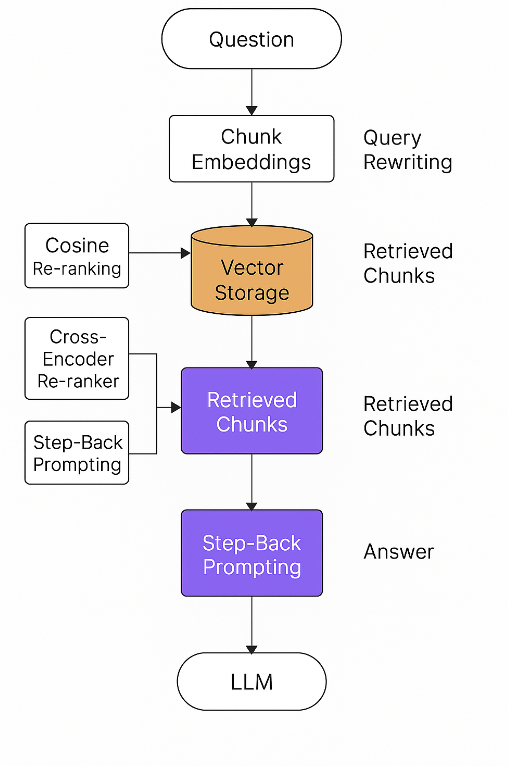 Question
Chunk
Embeddings
Query
Rewriting
Cosine
Re-ranking
Vector
Storage
Retrieved
Chunks
Cross-
Encoder
Re-ranker
Step-Back
Prompting
Retrieved
Chunks
Retrieved
Chunks
Step-Back
Prompting
Answer
LLM